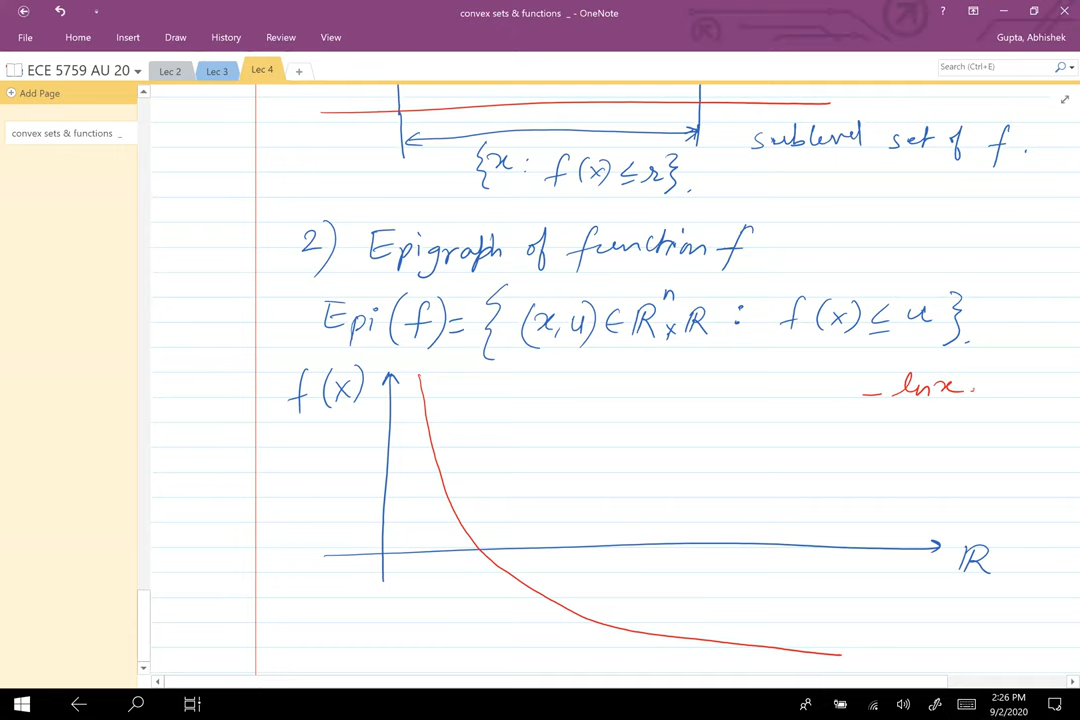 convex sets & functions _ - OneNote
File Home Insert Draw History Review View Gupta, Abhishek
ECE 5759 AU 20 Lec 2 Lec 3 Lec 4 + Search (Ctrl+E)
Add Page
convex sets & functions _
sublevel set of f.
{x: f(x) ≤ r}.
2) Epigraph of function f
Epi(f) = { (x, u) ∈ ℝⁿ × ℝ : f(x) ≤ u }.
f(x)
- ln x.
ℝ
2:26 PM
9/2/2020